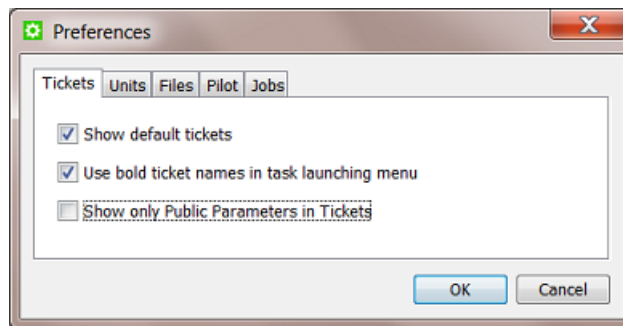 Preferences
Tickets Units Files Pilot Jobs
Show default tickets
Use bold ticket names in task launching menu
Show only Public Parameters in Tickets
OK Cancel